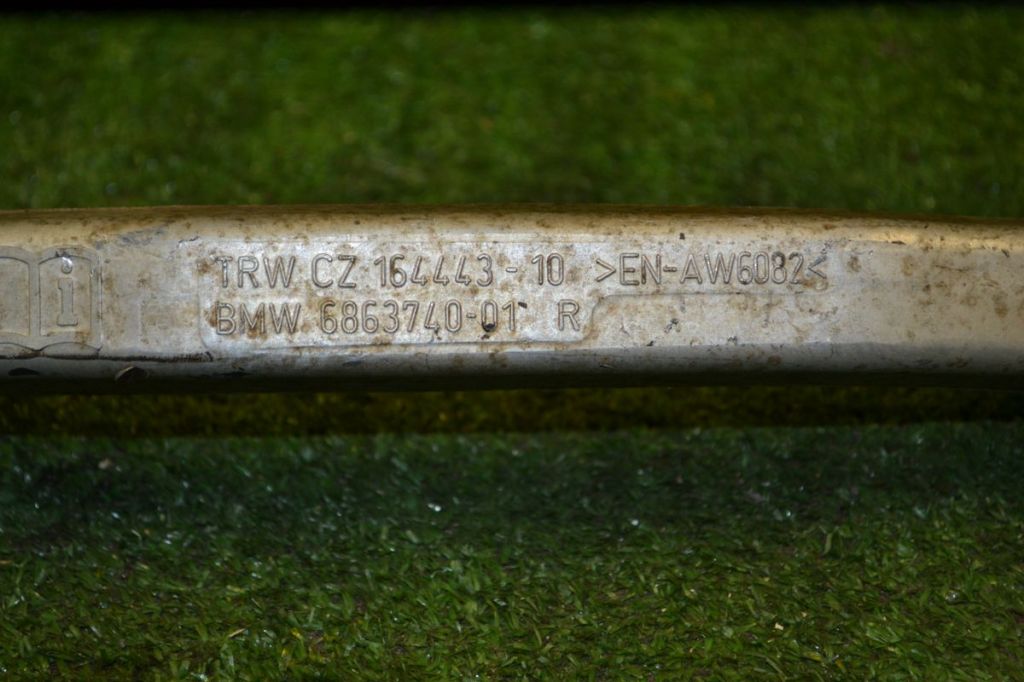 TRW CZ 164443-10 >EN-AW6082<
BMW 6863740-01 R
i